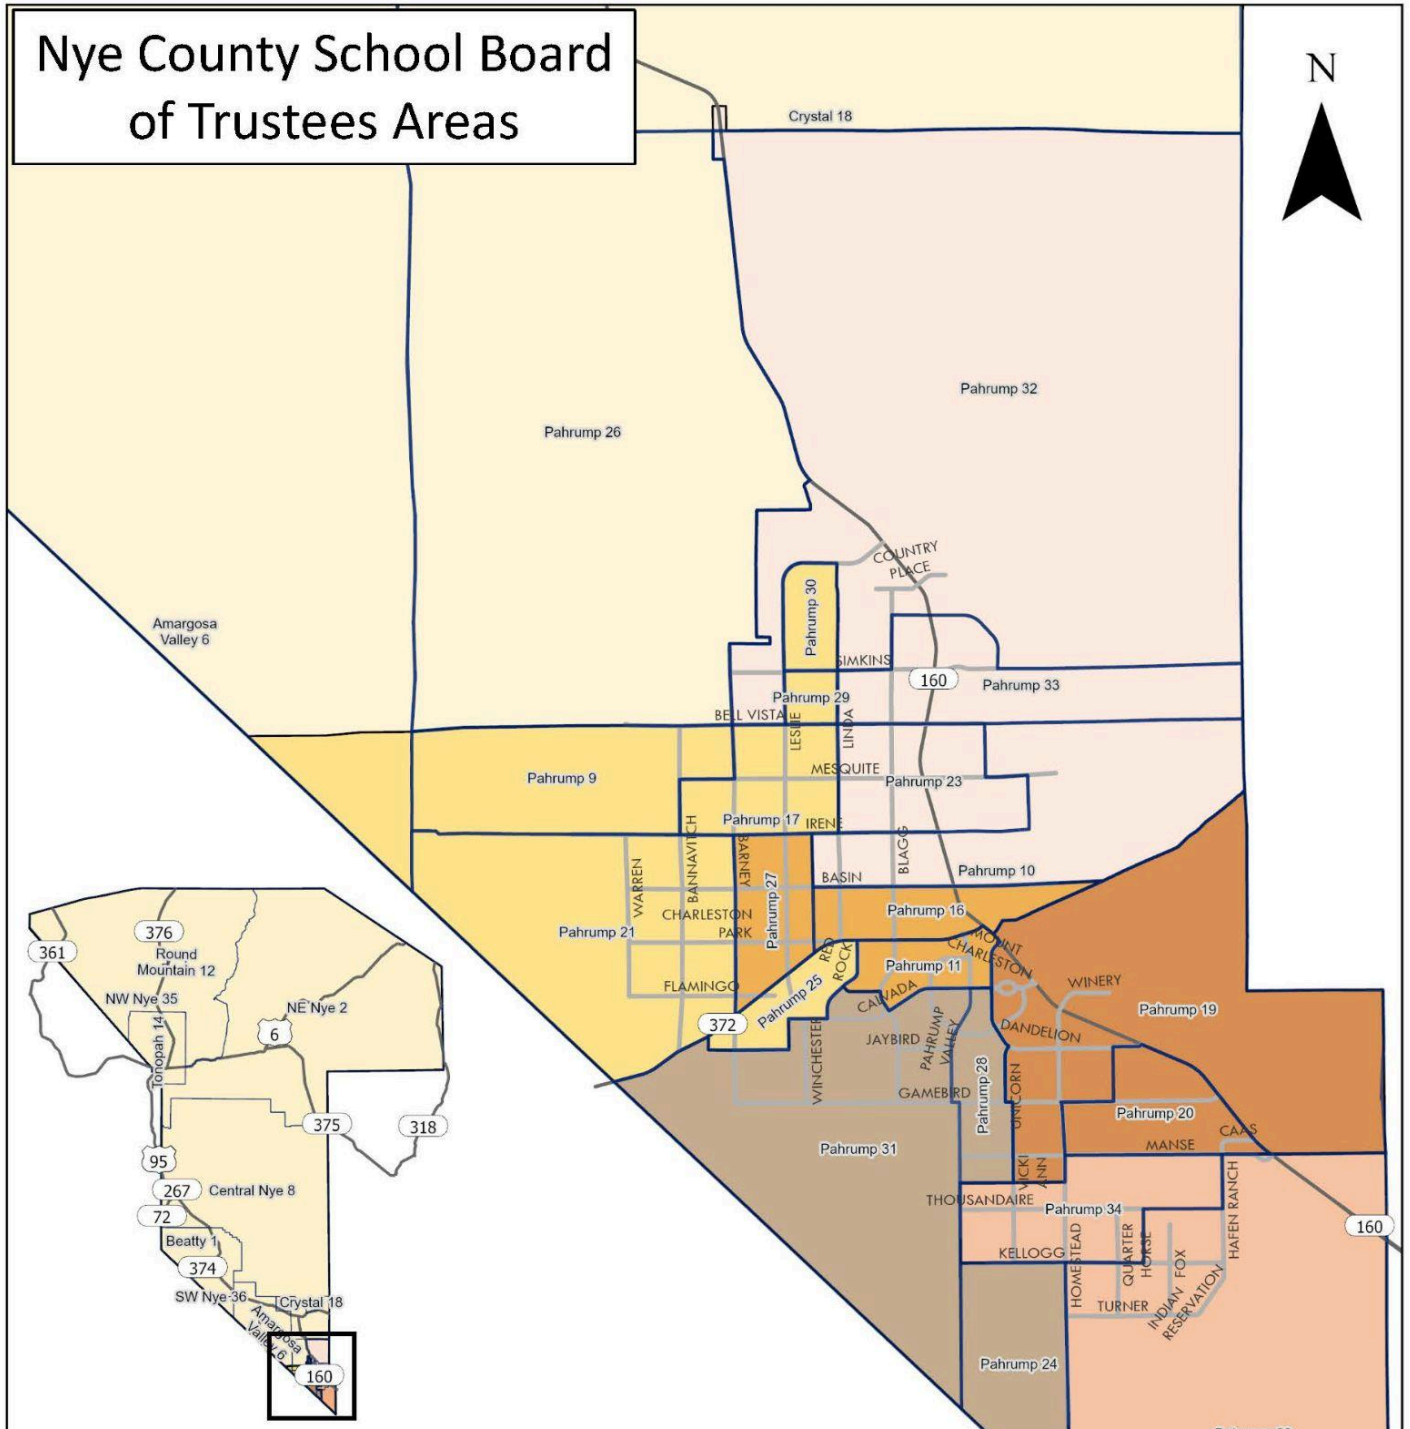 Nye County School Board
of Trustees Areas
N
Crystal 18
Pahrump 32
Pahrump 26
COUNTRY
PLACE
Pahrump 30
Amargosa
Valley 6
SIMKINS
160
Pahrump 33
Pahrump 29
BELL VISTA
LESLIE
LINDA
MESQUITE
Pahrump 9
Pahrump 23
Pahrump 17
IRENE
BANNAVITCH
BARNEY
BLAGG
WARREN
BASIN
Pahrump 10
Pahrump 27
CHARLESTON
PARK
Pahrump 16
Pahrump 21
RED
ROCK
MOUNT
CHARLESTON
Pahrump 11
FLAMINGO
Pahrump 25
CALVADA
WINERY
Pahrump 19
372
WINCHESTER
JAYBIRD
PAHRUMP
VALLEY
DANDELION
Pahrump 28
GAMEBIRD
UNICORN
Pahrump 20
CAAS
Pahrump 31
MANSE
VICKI
ANN
THOUSANDAIRE
Pahrump 34
HAFEN RANCH
160
KELLOGG
HOMESTEAD
QUARTER
HORSE
INDIAN FOX
RESERVATION
TURNER
Pahrump 24
361
376
Round
Mountain 12
NW Nye 35
NE Nye 2
6
Tonopah 14
375
318
95
267
Central Nye 8
72
Beatty 1
374
SW Nye 36
Crystal 18
Amargosa
Valley 6
160